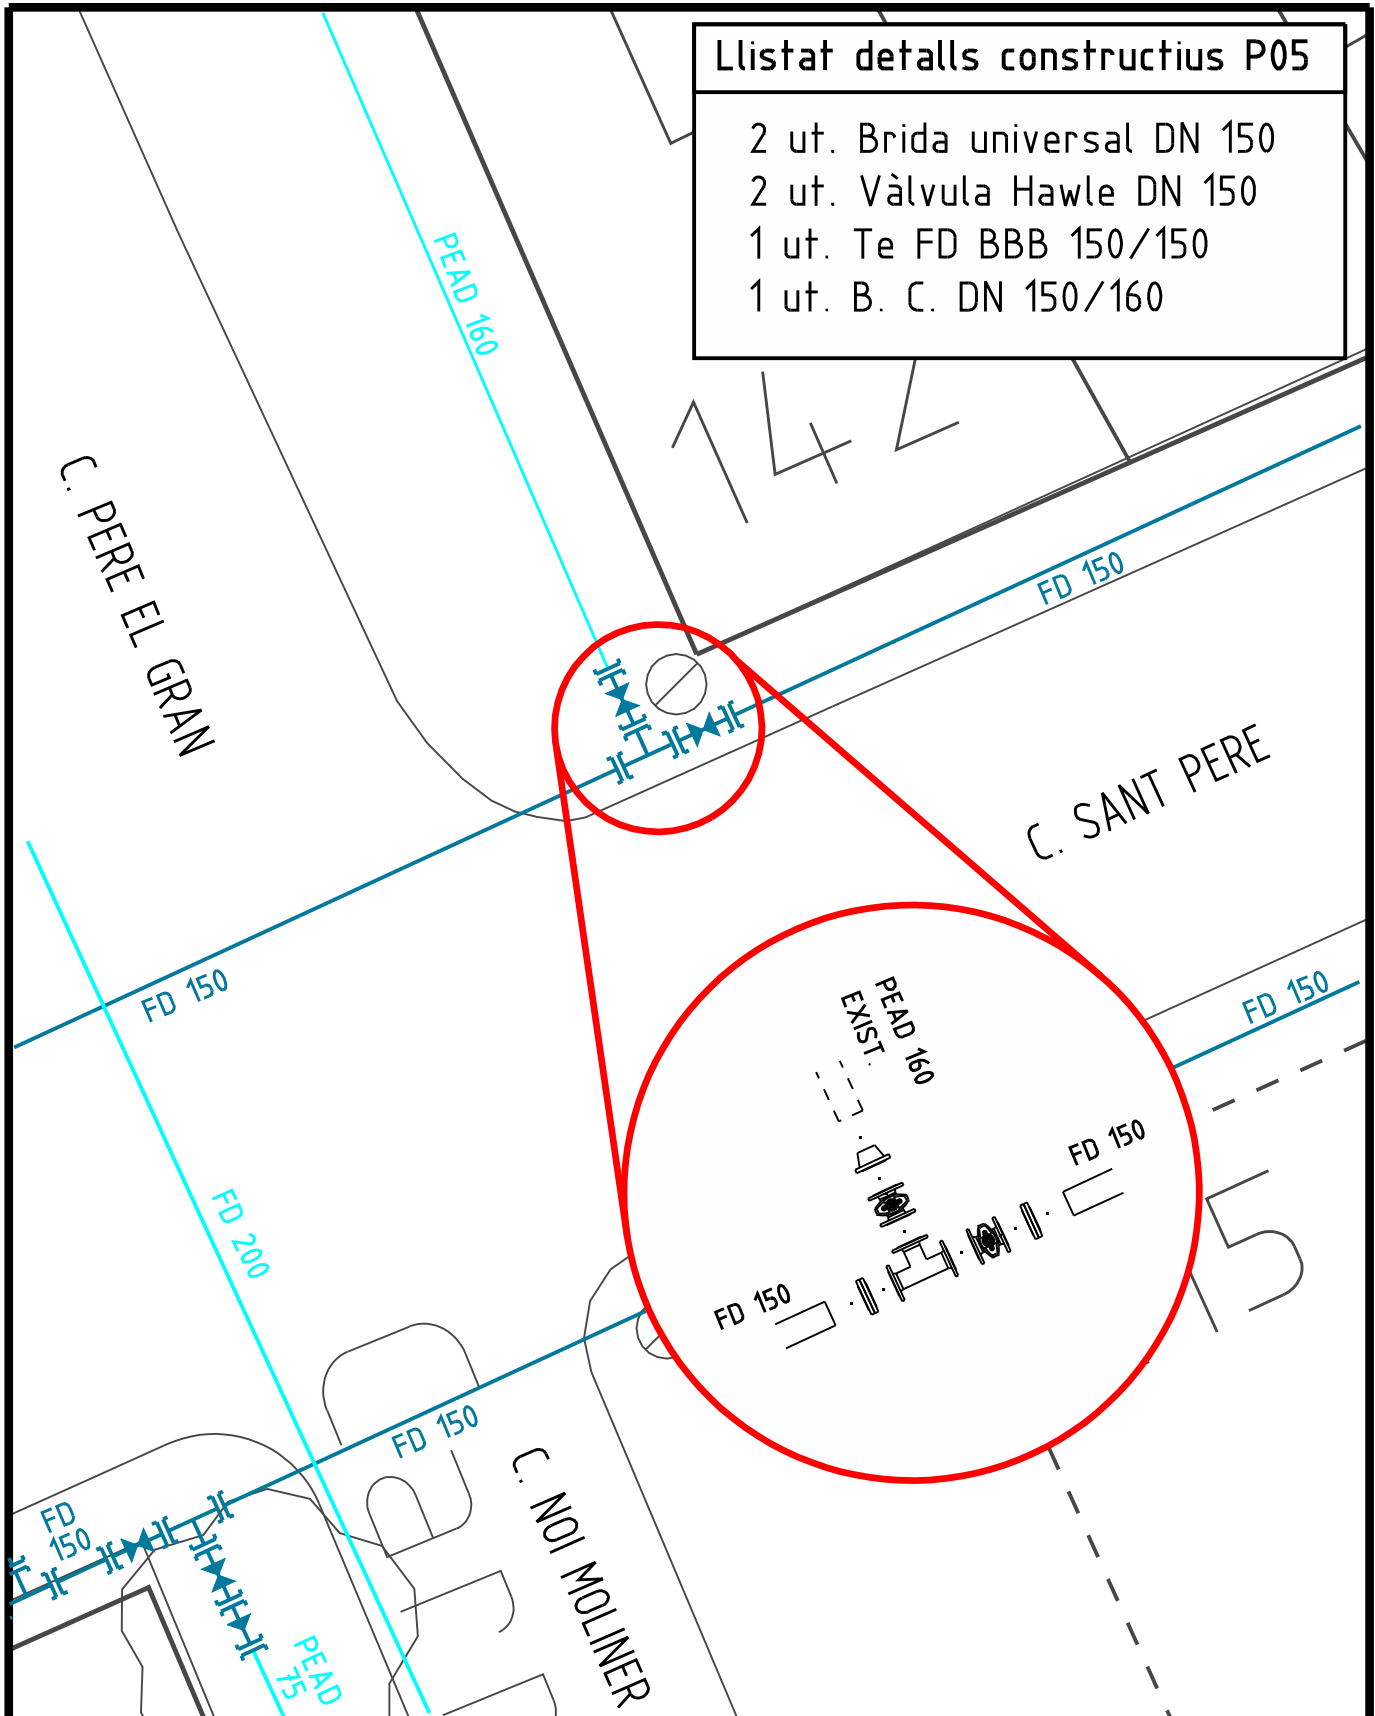 Llistat detalls constructius P05
2 ut. Brida universal DN 150
2 ut. Vàlvula Hawle DN 150
1 ut. Te FD BBB 150/150
1 ut. B. C. DN 150/160
PEAD 160
142
C. PERE EL GRAN
FD 150
C. SANT PERE
FD 150
FD 150
PEAD 160
EXIST.
FD 150
FD 150
15
FD 200
FD 150
C. NOI MOLINER
FD
150
PEAD
75